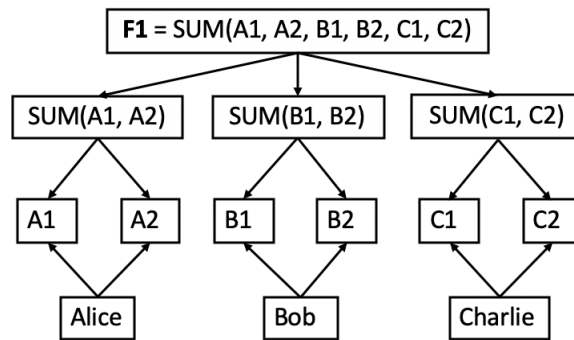 F1 = SUM(A1, A2, B1, B2, C1, C2)
SUM(A1, A2)
SUM(B1, B2)
SUM(C1, C2)
A1
A2
B1
B2
C1
C2
Alice
Bob
Charlie